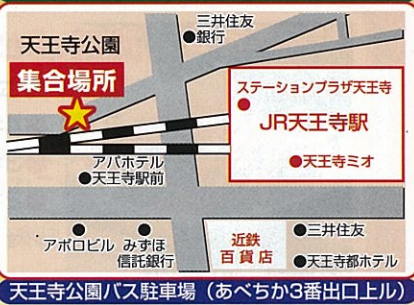 三井住友
●銀行
天王寺公園
集合場所
ステーションプラザ天王寺
JR天王寺駅
アパホテル
●天王寺駅前
●天王寺ミオ
アポロビル
みずほ
信託銀行
近鉄
百貨店
●三井住友
●天王寺都ホテル
天王寺公園バス駐車場（あべちか3番出口上ル）